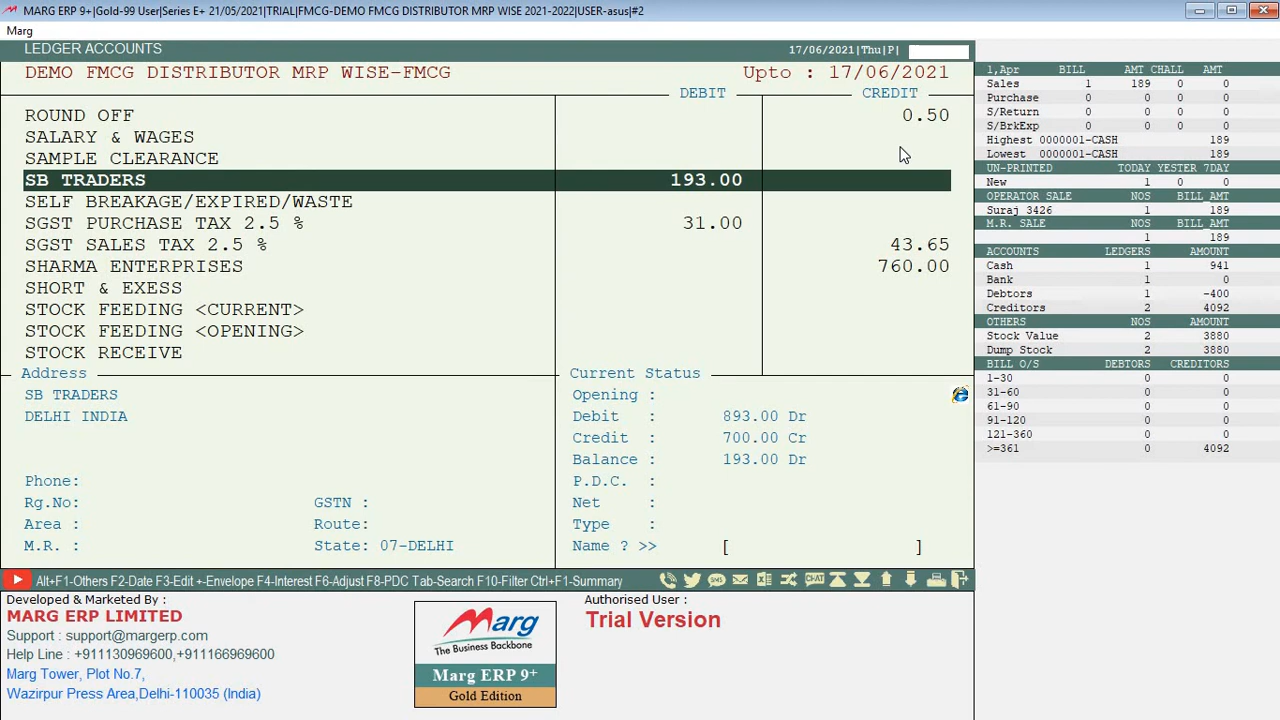 MARG ERP 9+|Gold-99 User|Series E+ 21/05/2021|TRIAL|FMCG-DEMO FMCG DISTRIBUTOR MRP WISE 2021-2022|USER-asus|#2
Marg
LEDGER ACCOUNTS 17/06/2021|Thu|P|
DEMO FMCG DISTRIBUTOR MRP WISE-FMCG Upto : 17/06/2021
DEBIT CREDIT
ROUND OFF 0.50
SALARY & WAGES
SAMPLE CLEARANCE
SB TRADERS 193.00
SELF BREAKAGE/EXPIRED/WASTE
SGST PURCHASE TAX 2.5 % 31.00
SGST SALES TAX 2.5 % 43.65
SHARMA ENTERPRISES 760.00
SHORT & EXESS
STOCK FEEDING <CURRENT>
STOCK FEEDING <OPENING>
STOCK RECEIVE
Address
SB TRADERS
DELHI INDIA
Phone:
Rg.No: GSTN :
Area : Route:
M.R. : State: 07-DELHI
Current Status
Opening :
Debit : 893.00 Dr
Credit : 700.00 Cr
Balance : 193.00 Dr
P.D.C. :
Net :
Type :
Name ? >> [ ]
Alt+F1-Others F2-Date F3-Edit +-Envelope F4-Interest F6-Adjust F8-PDC Tab-Search F10-Filter Ctrl+F1-Summary
SMS
CHAT
1,Apr BILL AMT CHALL AMT
Sales 1 189 0 0
Purchase 0 0 0 0
S/Return 0 0 0 0
S/BrkExp 0 0 0 0
Highest 0000001-CASH 189
Lowest 0000001-CASH 189
UN-PRINTED TODAY YESTER 7DAY
New 1 0 0
OPERATOR SALE NOS BILL_AMT
Suraj 3426 1 189
M.R. SALE NOS BILL_AMT
1 189
ACCOUNTS LEDGERS AMOUNT
Cash 1 941
Bank 1 0
Debtors 1 -400
Creditors 2 4092
OTHERS NOS AMOUNT
Stock Value 2 3880
Dump Stock 2 3880
BILL O/S DEBTORS CREDITORS
1-30 0 0
31-60 0 0
61-90 0 0
91-120 0 0
121-360 0 0
>=361 0 4092
Developed & Marketed By :
MARG ERP LIMITED
Support : support@margerp.com
Help Line : +911130969600,+911166969600
Marg Tower, Plot No.7,
Wazirpur Press Area,Delhi-110035 (India)
Marg
The Business Backbone
Marg ERP 9+
Gold Edition
Authorised User :
Trial Version